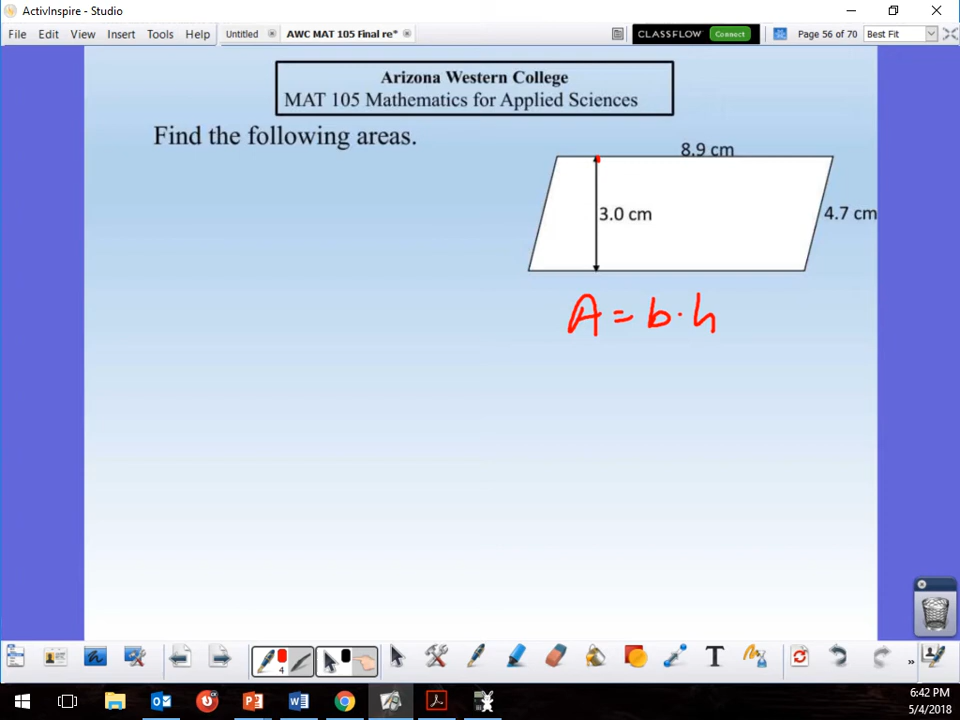 ActivInspire - Studio
File Edit View Insert Tools Help
Untitled
AWC MAT 105 Final re*
CLASSFLOW Connect
Page 56 of 70
Best Fit
Arizona Western College
MAT 105 Mathematics for Applied Sciences
Find the following areas.
8.9 cm
3.0 cm
4.7 cm
A = b · h
4
T
»
6:42 PM
5/4/2018